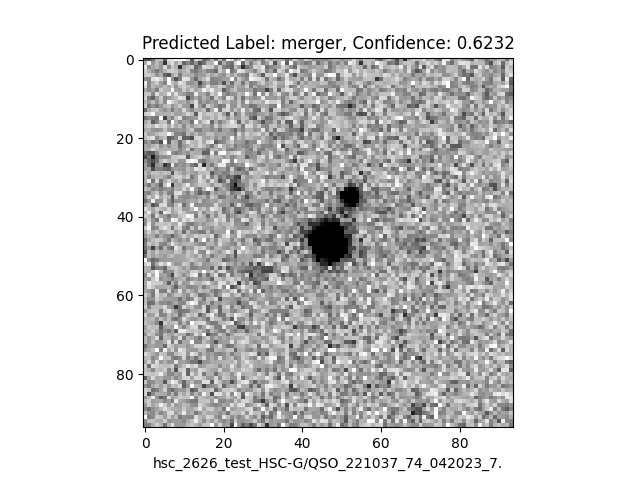 Predicted Label: merger, Confidence: 0.6232
0
20
40
60
80
0 20 40 60 80
hsc_2626_test_HSC-G/QSO_221037_74_042023_7.